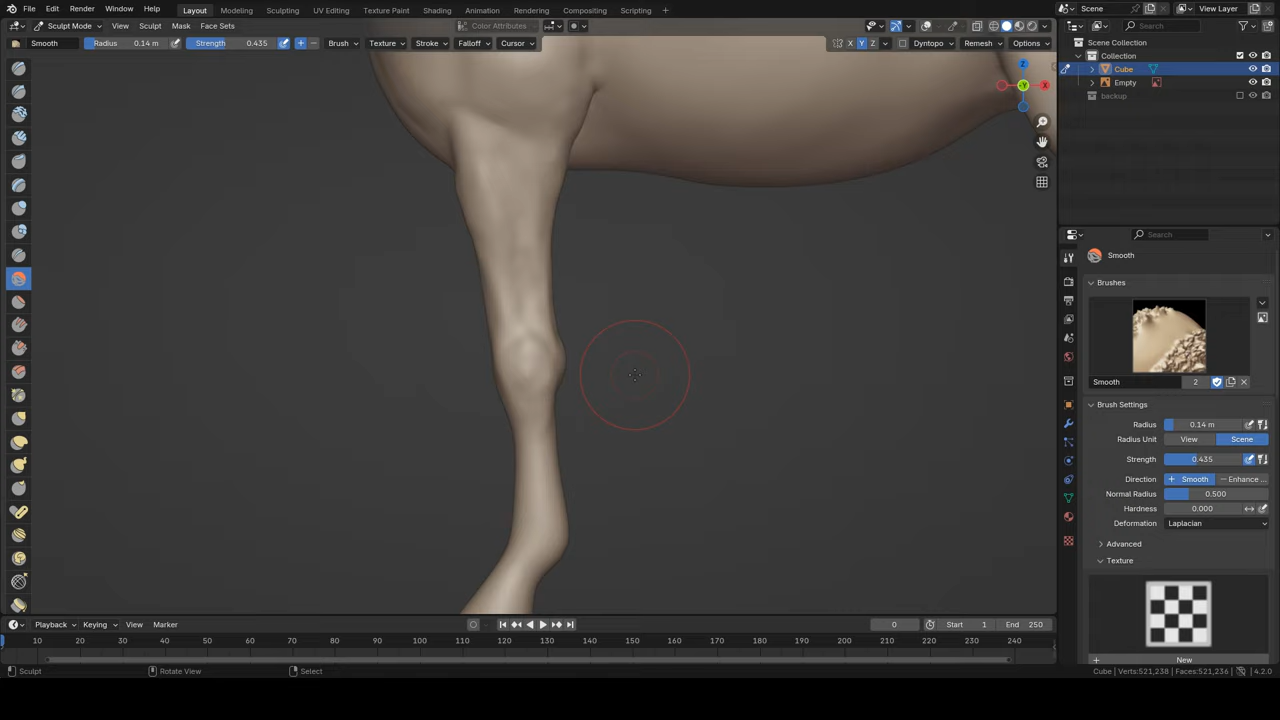 File Edit Render Window Help Layout Modeling Sculpting UV Editing Texture Paint Shading Animation Rendering Compositing Scripting Scene View Layer
Sculpt Mode View Sculpt Mask Face Sets Color Attributes Search
Smooth Radius 0.14 m Strength 0.435 Brush Texture Stroke Falloff Cursor X Y Z Dyntopo Remesh Options
Scene Collection
Collection
Cube
Empty
backup
Z
Y
X
Search
Smooth
Brushes
Smooth 2
Brush Settings
Radius 0.14 m
Radius Unit View Scene
Strength 0.435
Direction Smooth Enhance ...
Normal Radius 0.500
Hardness 0.000
Deformation Laplacian
Advanced
Texture
New
Playback Keying View Marker 0 Start 1 End 250
10 20 30 40 50 60 70 80 90 100 110 120 130 140 150 160 170 180 190 200 210 220 230 240
Sculpt Rotate View Select Cube | Verts:521,238 | Faces:521,236 | 4.2.0